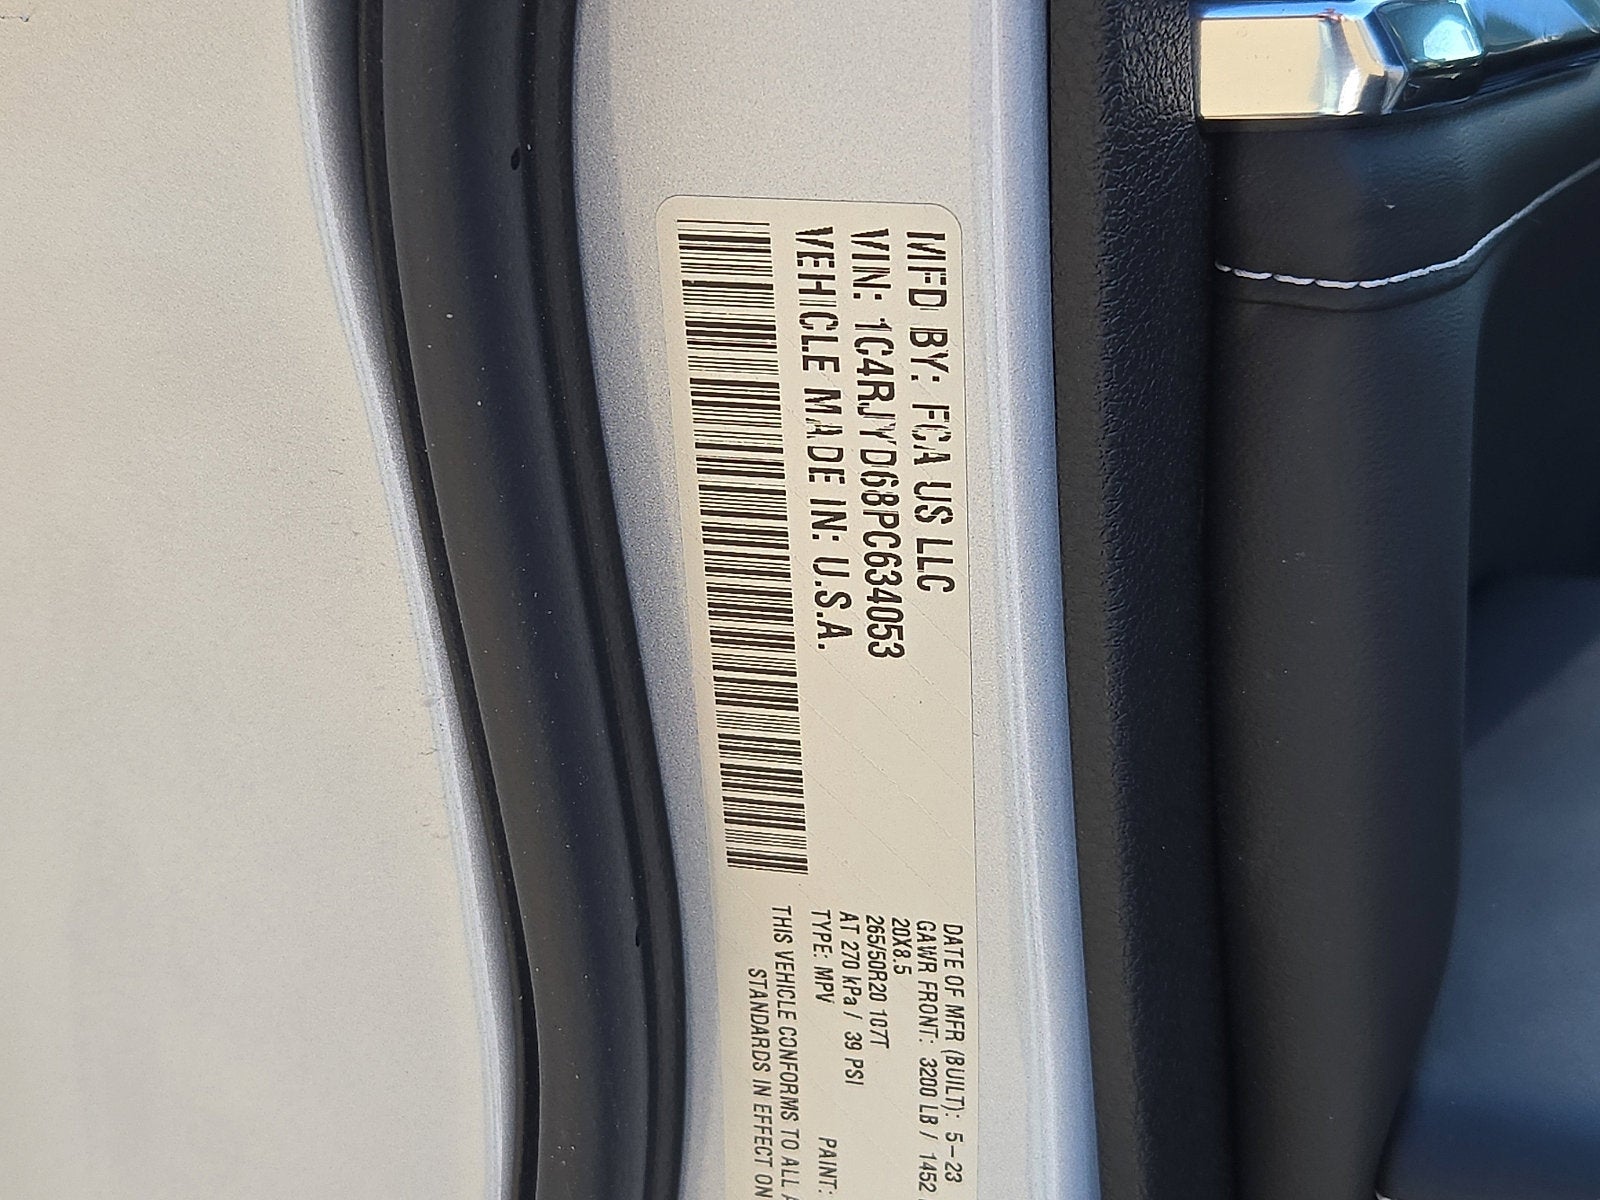 MFD BY: FCA US LLC
VIN: 1C4RJYD68PC634053
VEHICLE MADE IN: U.S.A.
DATE OF MFR (BUILT): 5-23
GAWR FRONT: 3200 LB / 1452
20X8.5
265/50R20 107T
AT 270 kPa / 39 PSI
TYPE: MPV PAINT:
THIS VEHICLE CONFORMS TO ALL A
STANDARDS IN EFFECT ON